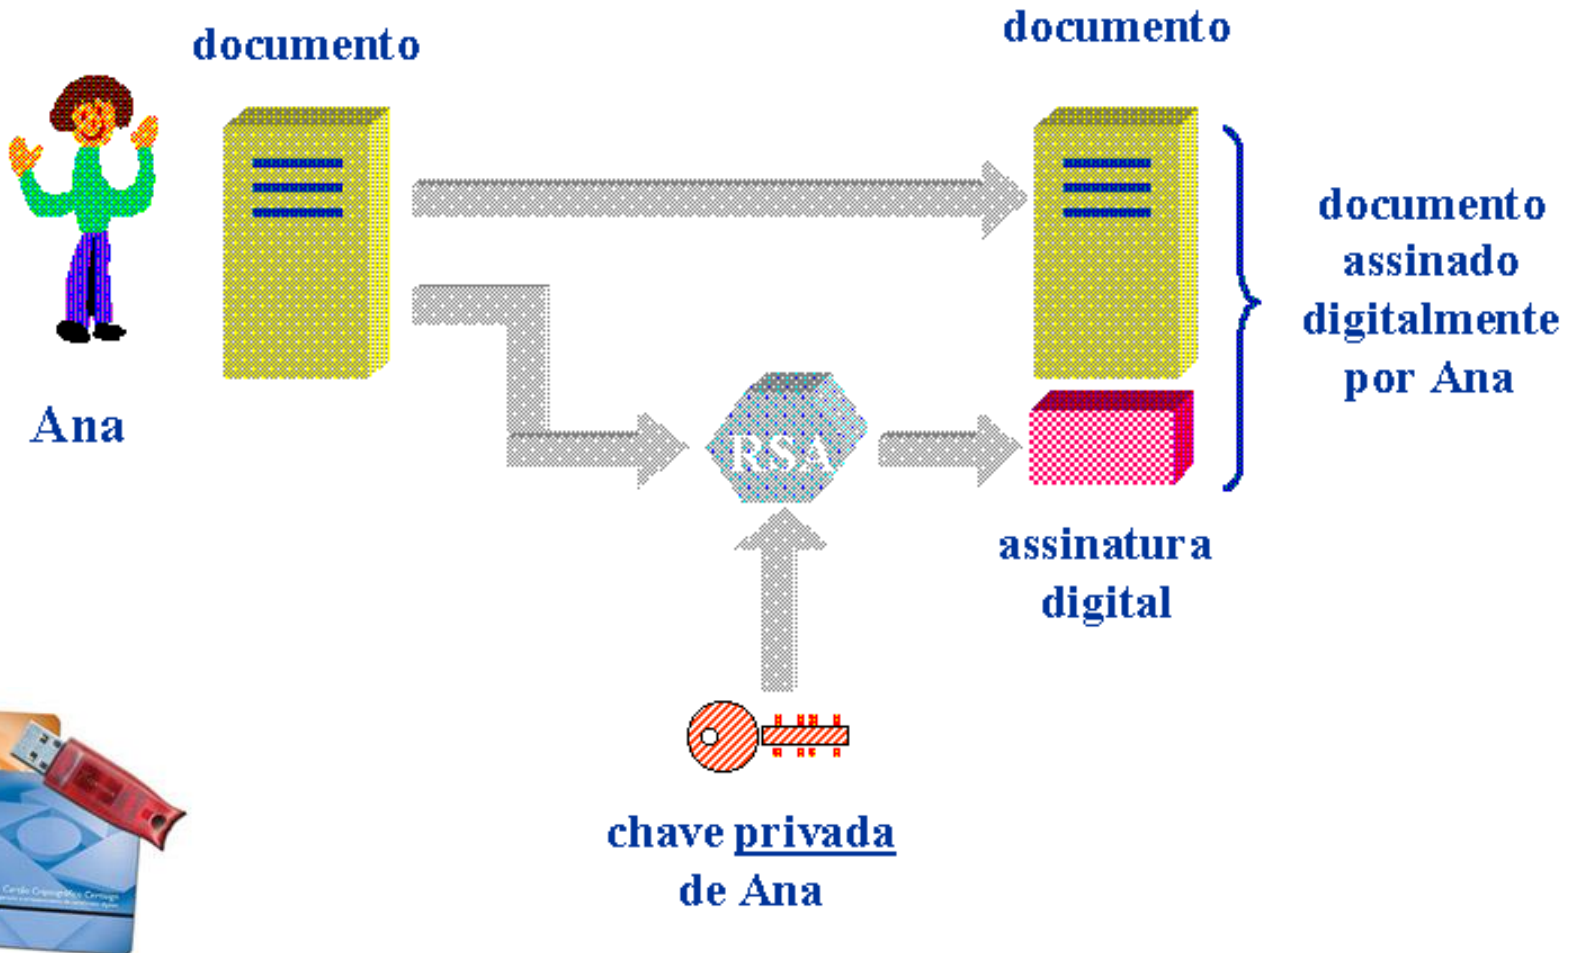 documento
documento
Ana
RSA
documento
assinado
digitalmente
por Ana
assinatura
digital
chave privada
de Ana